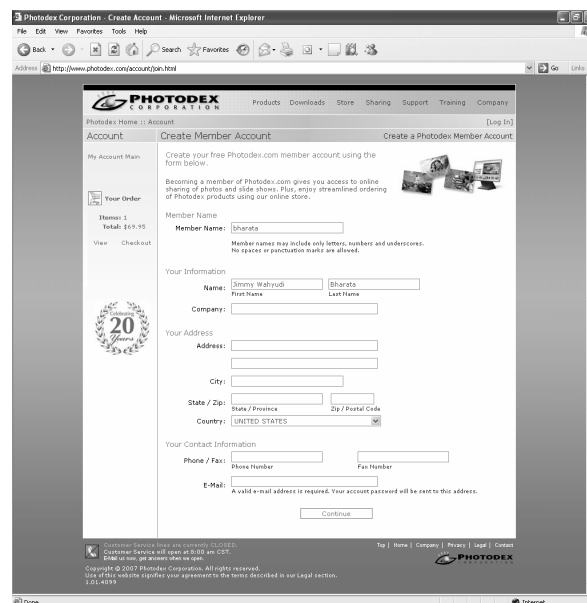 Photodex Corporation - Create Account - Microsoft Internet Explorer
File Edit View Favorites Tools Help
Back Search Favorites
Address http://www.photodex.com/account/join.html Go Links
PHOTODEX
CORPORATION
Products Downloads Store Sharing Support Training Company
Photodex Home :: Account [Log In]
Account Create Member Account Create a Photodex Member Account
My Account Main
Create your free Photodex.com member account using the
form below.
Becoming a member of Photodex.com gives you access to online
sharing of photos and slide shows. Plus, enjoy streamlined ordering
of Photodex products using our online store.
Your Order
Items: 1
Total: $69.95
View Checkout
Celebrating
20
Years
Member Name
Member Name: bharata
Member names may include only letters, numbers and underscores.
No spaces or punctuation marks are allowed.
Your Information
Name: Jimmy Wahyudi Bharata
First Name Last Name
Company:
Your Address
Address:
City:
State / Zip:
State / Province Zip / Postal Code
Country: UNITED STATES
Your Contact Information
Phone / Fax:
Phone Number Fax Number
E-Mail:
A valid e-mail address is required. Your account password will be sent to this address.
Continue
Customer Service lines are currently CLOSED.
Customer Service will open at 8:00 am CST.
EMail us now, get answers when we open.
Top | Home | Company | Privacy | Legal | Contact
PHOTODEX
CORPORATION
Copyright © 2007 Photodex Corporation. All rights reserved.
Use of this website signifies your agreement to the terms described in our Legal section.
1.01.4099
Done Internet